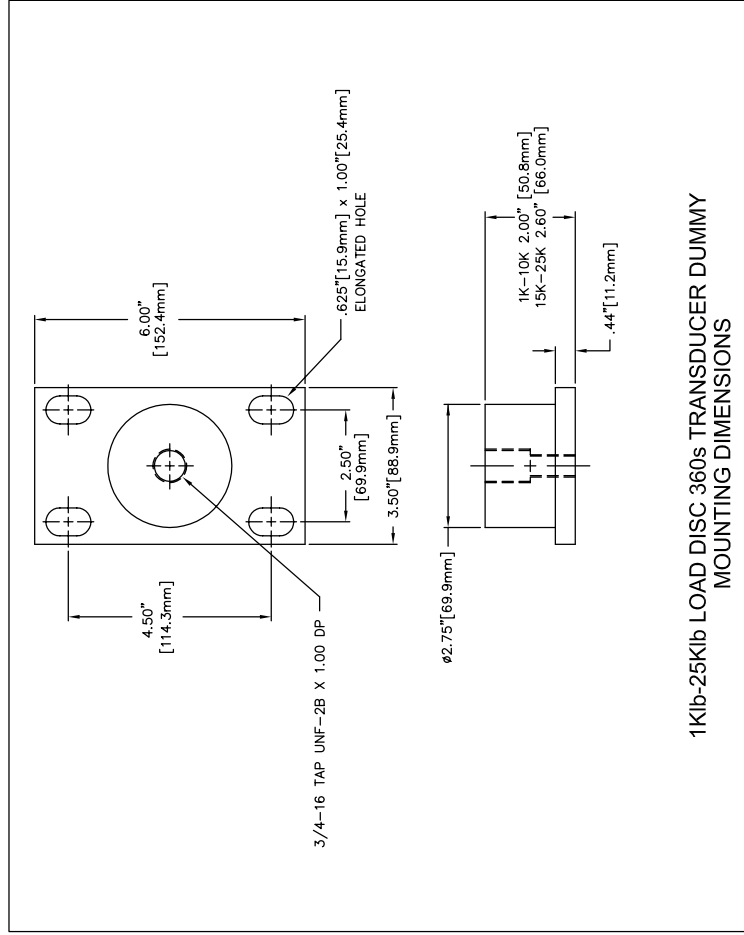 6.00"
[152.4mm]
.625"[15.9mm] x 1.00"[25.4mm]
ELONGATED HOLE
4.50"
[114.3mm]
2.50"
[69.9mm]
3.50"[88.9mm]
3/4-16 TAP UNF-2B X 1.00 DP
1K-10K 2.00" [50.8mm]
15K-25K 2.60" [66.0mm]
.44"[11.2mm]
ø2.75"[69.9mm]
1Klb-25Klb LOAD DISC 360s TRANSDUCER DUMMY
MOUNTING DIMENSIONS